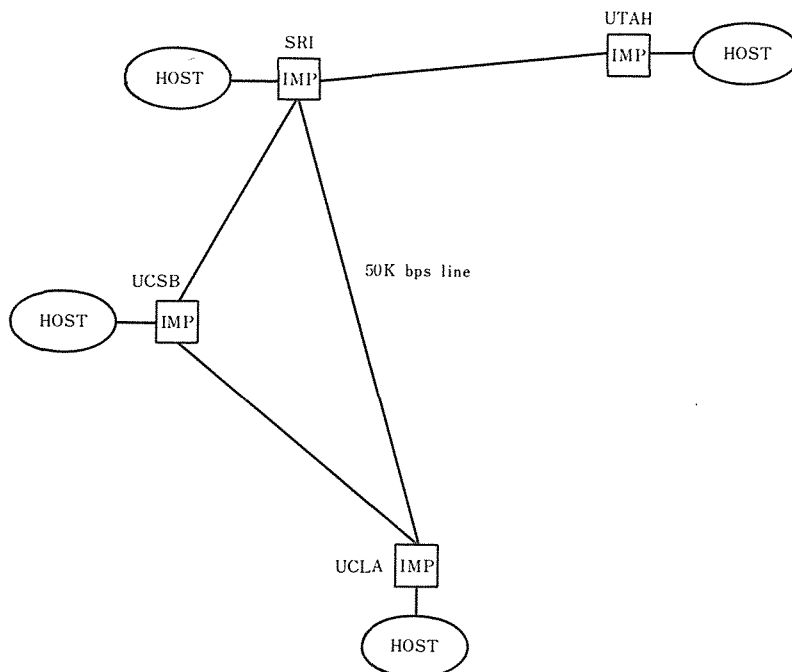 UTAH
SRI
HOST
IMP
IMP
HOST
50K bps line
UCSB
HOST
IMP
UCLA
IMP
HOST